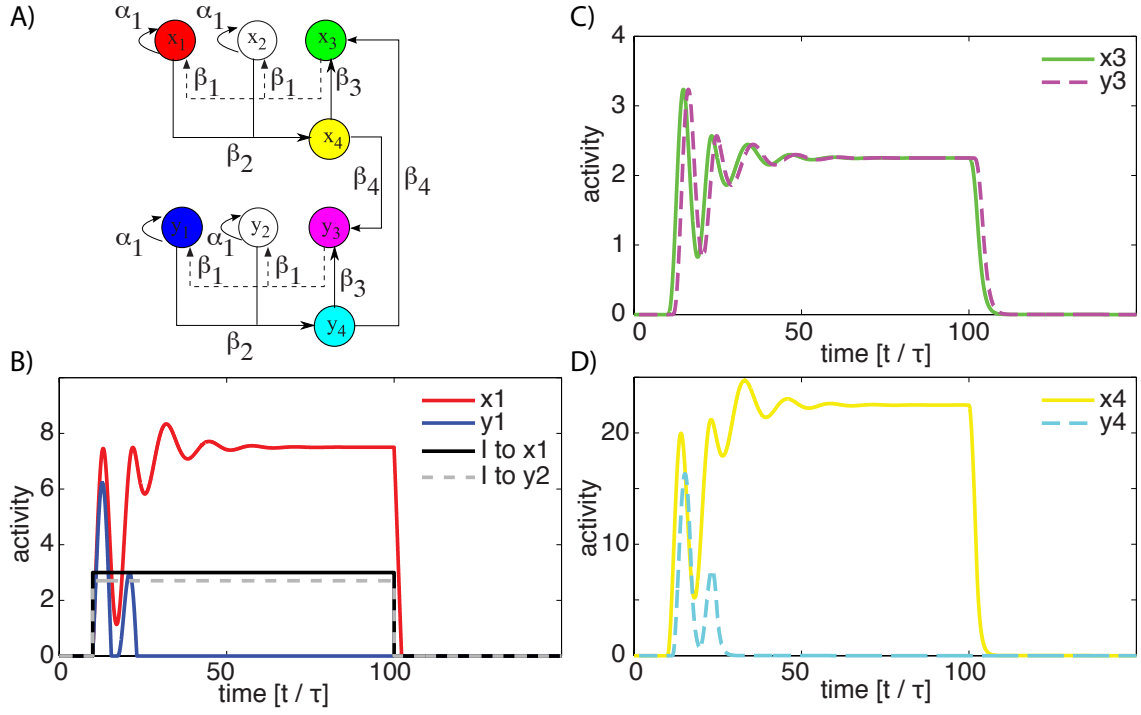 A)
α₁ x₁ α₁ x₂ x₃
β₁ β₁ β₃
x₄
β₂
β₄ β₄
α₁ y₁ α₁ y₂ y₃
β₁ β₁ β₃
y₄
β₂
B)
x1
y1
I to x1
I to y2
8
6
4
2
0
activity
0 50 100
time [t / τ]
C)
x3
y3
4
3
2
1
0
activity
0 50 100
time [t / τ]
D)
x4
y4
20
10
0
activity
0 50 100
time [t / τ]